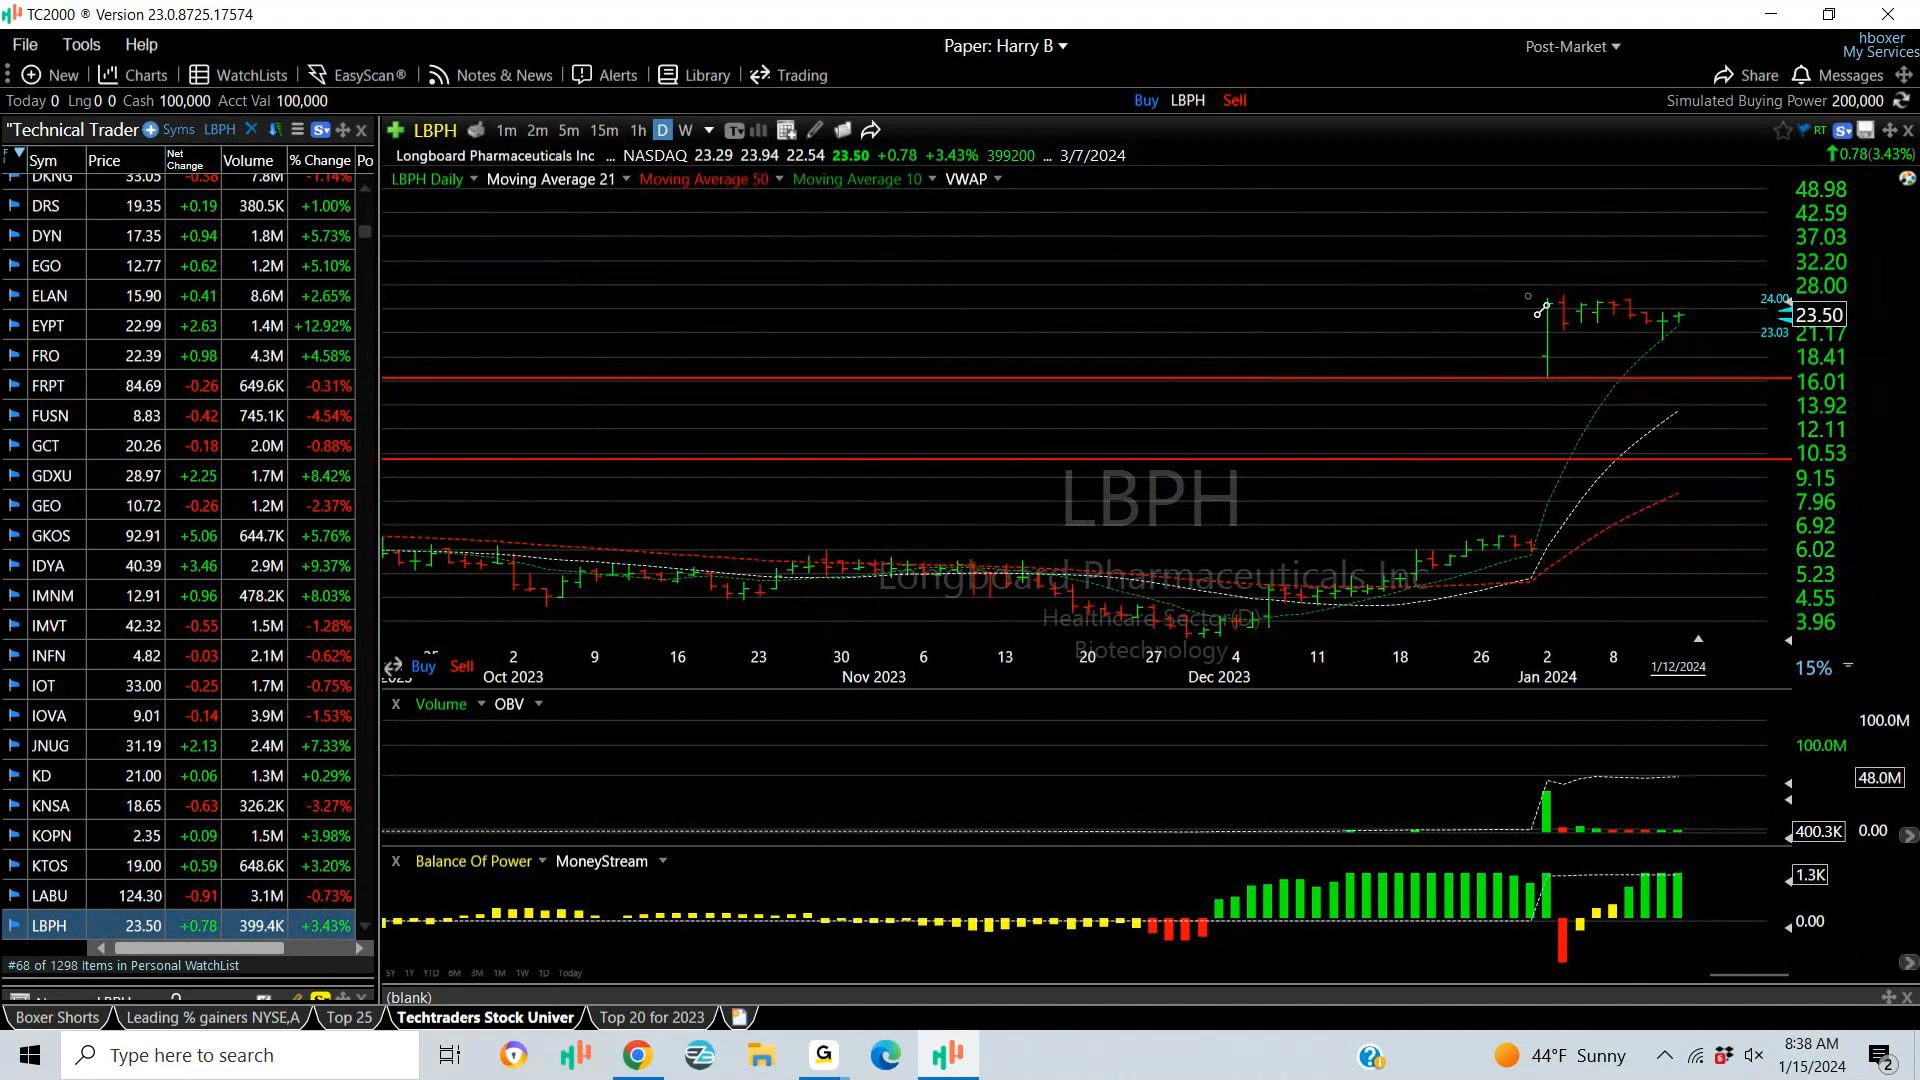 TC2000 ® Version 23.0.8725.17574
File Tools Help
Paper: Harry B
Post-Market
hboxer
My Services
New Charts WatchLists EasyScan® Notes & News Alerts Library Trading
Share Messages
Today 0 Lng 0 0 Cash 100,000 Acct Val 100,000
Buy LBPH Sell
Simulated Buying Power 200,000
"Technical Trader Syms LBPH
LBPH 1m 2m 5m 15m 1h D W
RT
Sym Price Net Change Volume % Change Po
Longboard Pharmaceuticals Inc ... NASDAQ 23.29 23.94 22.54 23.50 +0.78 +3.43% 399200 ... 3/7/2024
0.78(3.43%)
LBPH Daily Moving Average 21 Moving Average 50 Moving Average 10 VWAP
DKNG 33.05 -0.38 7.8M -1.14%
DRS 19.35 +0.19 380.5K +1.00%
DYN 17.35 +0.94 1.8M +5.73%
EGO 12.77 +0.62 1.2M +5.10%
ELAN 15.90 +0.41 8.6M +2.65%
EYPT 22.99 +2.63 1.4M +12.92%
FRO 22.39 +0.98 4.3M +4.58%
FRPT 84.69 -0.26 649.6K -0.31%
FUSN 8.83 -0.42 745.1K -4.54%
GCT 20.26 -0.18 2.0M -0.88%
GDXU 28.97 +2.25 1.7M +8.42%
GEO 10.72 -0.26 1.2M -2.37%
GKOS 92.91 +5.06 644.7K +5.76%
IDYA 40.39 +3.46 2.9M +9.37%
IMNM 12.91 +0.96 478.2K +8.03%
IMVT 42.32 -0.55 1.5M -1.28%
INFN 4.82 -0.03 2.1M -0.62%
IOT 33.00 -0.25 1.7M -0.75%
IOVA 9.01 -0.14 3.9M -1.53%
JNUG 31.19 +2.13 2.4M +7.33%
KD 21.00 +0.06 1.3M +0.29%
KNSA 18.65 -0.63 326.2K -3.27%
KOPN 2.35 +0.09 1.5M +3.98%
KTOS 19.00 +0.59 648.6K +3.20%
LABU 124.30 -0.91 3.1M -0.73%
LBPH 23.50 +0.78 399.4K +3.43%
#68 of 1298 Items in Personal WatchList
48.98
42.59
37.03
32.20
28.00
24.00
23.50
23.03
21.17
18.41
16.01
13.92
12.11
10.53
9.15
7.96
6.92
6.02
5.23
4.55
3.96
15%
LBPH
Longboard Pharmaceuticals Inc
Healthcare Sector(D)
Biotechnology
2 9 16 23 30 6 13 20 27 4 11 18 26 2 8
Buy Sell
Oct 2023 Nov 2023 Dec 2023 Jan 2024 1/12/2024
Volume OBV
100.0M
100.0M
48.0M
400.3K 0.00
Balance Of Power MoneyStream
1.3K
0.00
5Y 1Y YTD 6M 3M 1M 1W 1D Today
(blank)
Boxer Shorts Leading % gainers NYSE,A Top 25 Techtraders Stock Univer Top 20 for 2023
Type here to search
44°F Sunny
8:38 AM
1/15/2024
2